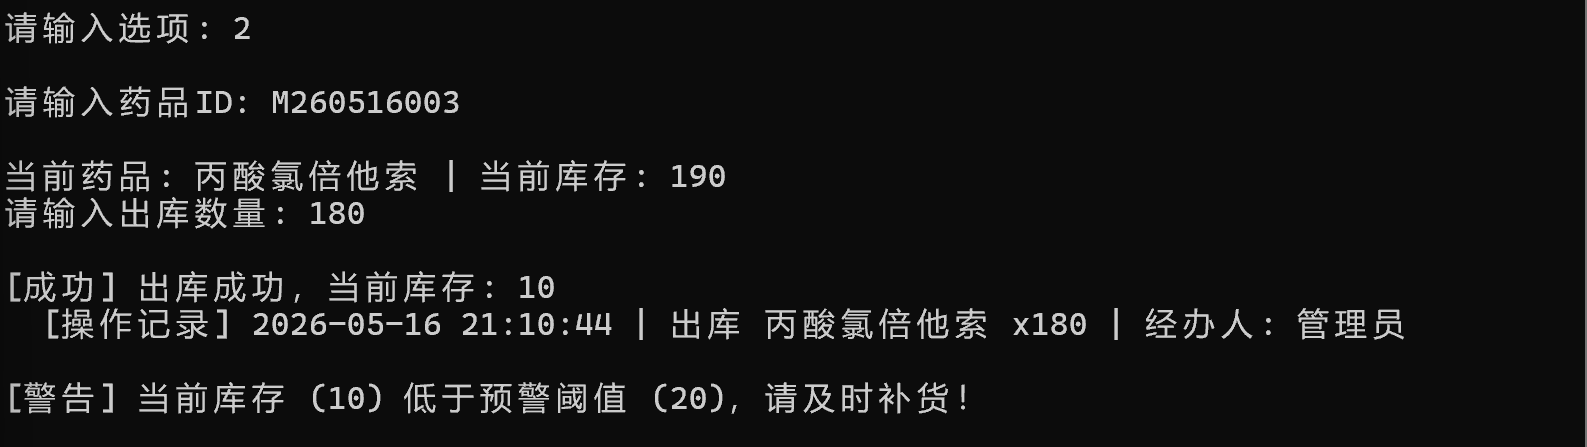 请输入选项: 2
请输入药品ID: M260516003
当前药品: 丙酸氯倍他索 | 当前库存: 190
请输入出库数量: 180
[成功] 出库成功, 当前库存: 10
[操作记录] 2026-05-16 21:10:44 | 出库 丙酸氯倍他索 x180 | 经办人: 管理员
[警告] 当前库存 (10) 低于预警阈值 (20), 请及时补货!